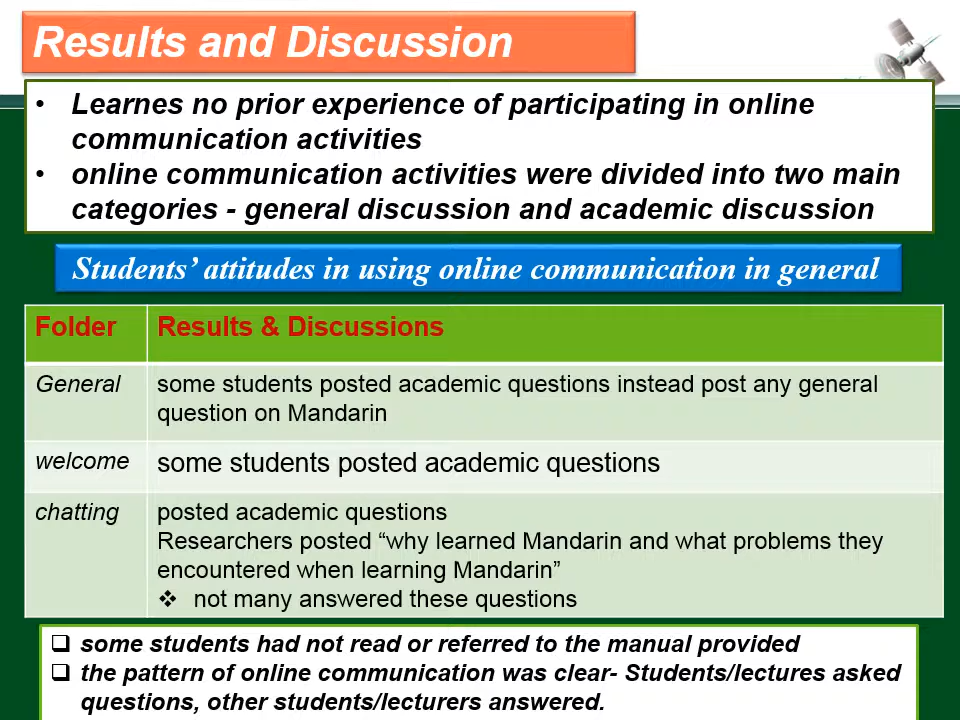 Results and Discussion
• Learnes no prior experience of participating in online
communication activities
• online communication activities were divided into two main
categories - general discussion and academic discussion
Students’ attitudes in using online communication in general
Folder Results & Discussions
General some students posted academic questions instead post any general
question on Mandarin
welcome some students posted academic questions
chatting posted academic questions
Researchers posted “why learned Mandarin and what problems they
encountered when learning Mandarin”
❖ not many answered these questions
❑ some students had not read or referred to the manual provided
❑ the pattern of online communication was clear- Students/lectures asked
questions, other students/lecturers answered.